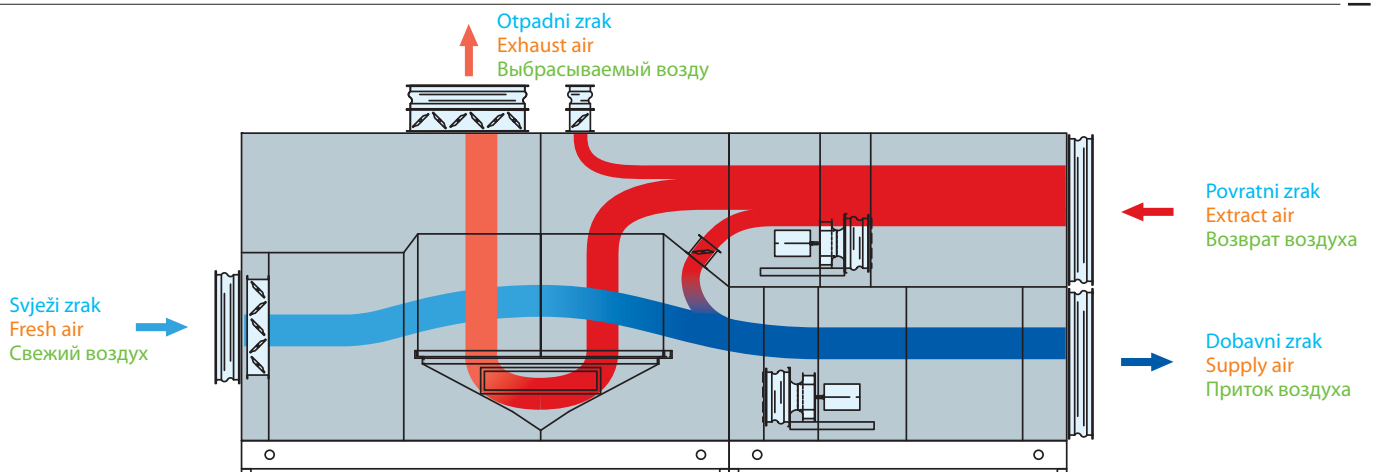 Otpadni zrak
Exhaust air
Выбрасываемый возду
Povratni zrak
Extract air
Возврат воздуха
Svježi zrak
Fresh air
Свежий воздух
Dobavni zrak
Supply air
Приток воздуха